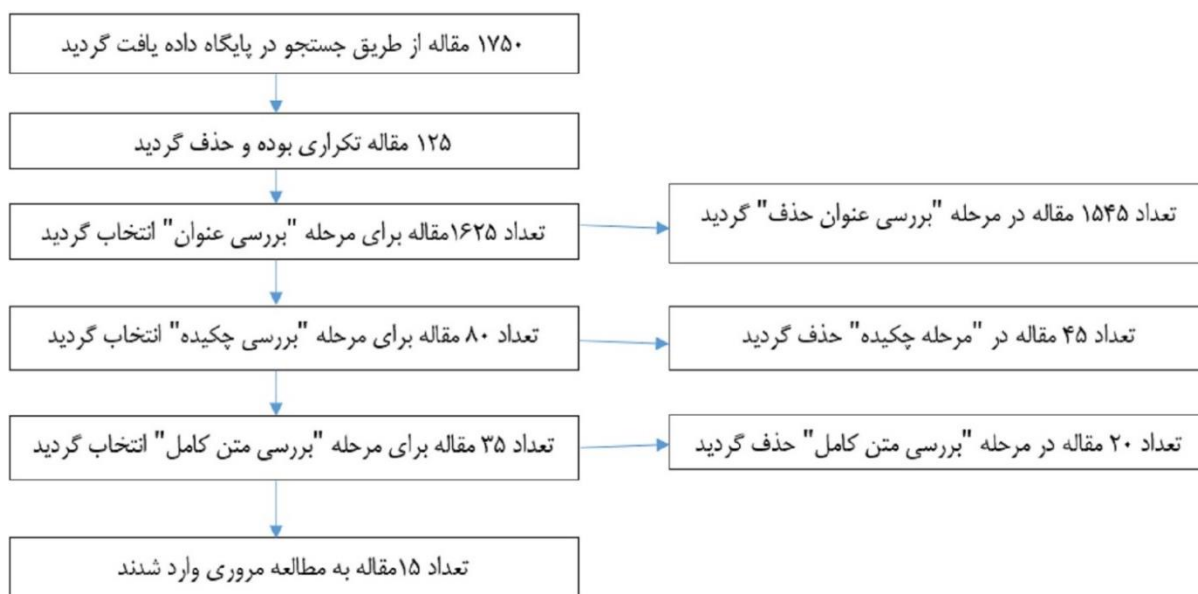 ۱۷۵۰ مقاله از طریق جستجو در پایگاه داده یافت گردید
۱۲۵ مقاله تکراری بوده و حذف گردید
تعداد ۱۶۲۵مقاله برای مرحله "بررسی عنوان" انتخاب گردید
تعداد ۱۵۴۵ مقاله در مرحله "بررسی عنوان حذف" گردید
تعداد ۸۰ مقاله برای مرحله "بررسی چکیده" انتخاب گردید
تعداد ۴۵ مقاله در "مرحله چکیده" حذف گردید
تعداد ۳۵ مقاله برای مرحله "بررسی متن کامل" انتخاب گردید
تعداد ۲۰ مقاله در مرحله "بررسی متن کامل" حذف گردید
تعداد ۱۵مقاله به مطالعه مروری وارد شدند